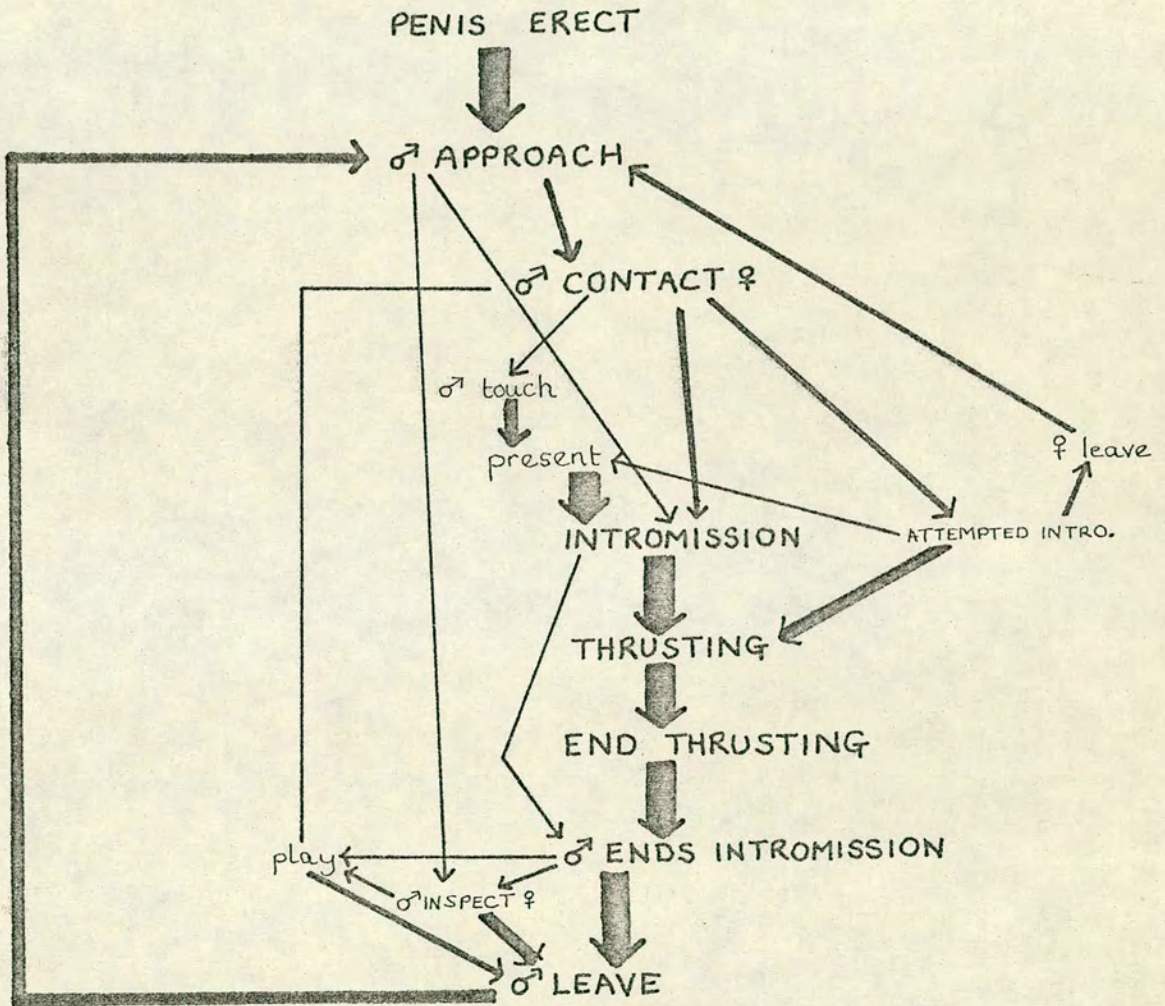 PENIS ERECT
♂ APPROACH
♂ CONTACT ♀
♂ touch
♀ leave
present
INTROMISSION
ATTEMPTED INTRO.
THRUSTING
END THRUSTING
♂ ENDS INTROMISSION
play
♂ INSPECT ♀
♂ LEAVE